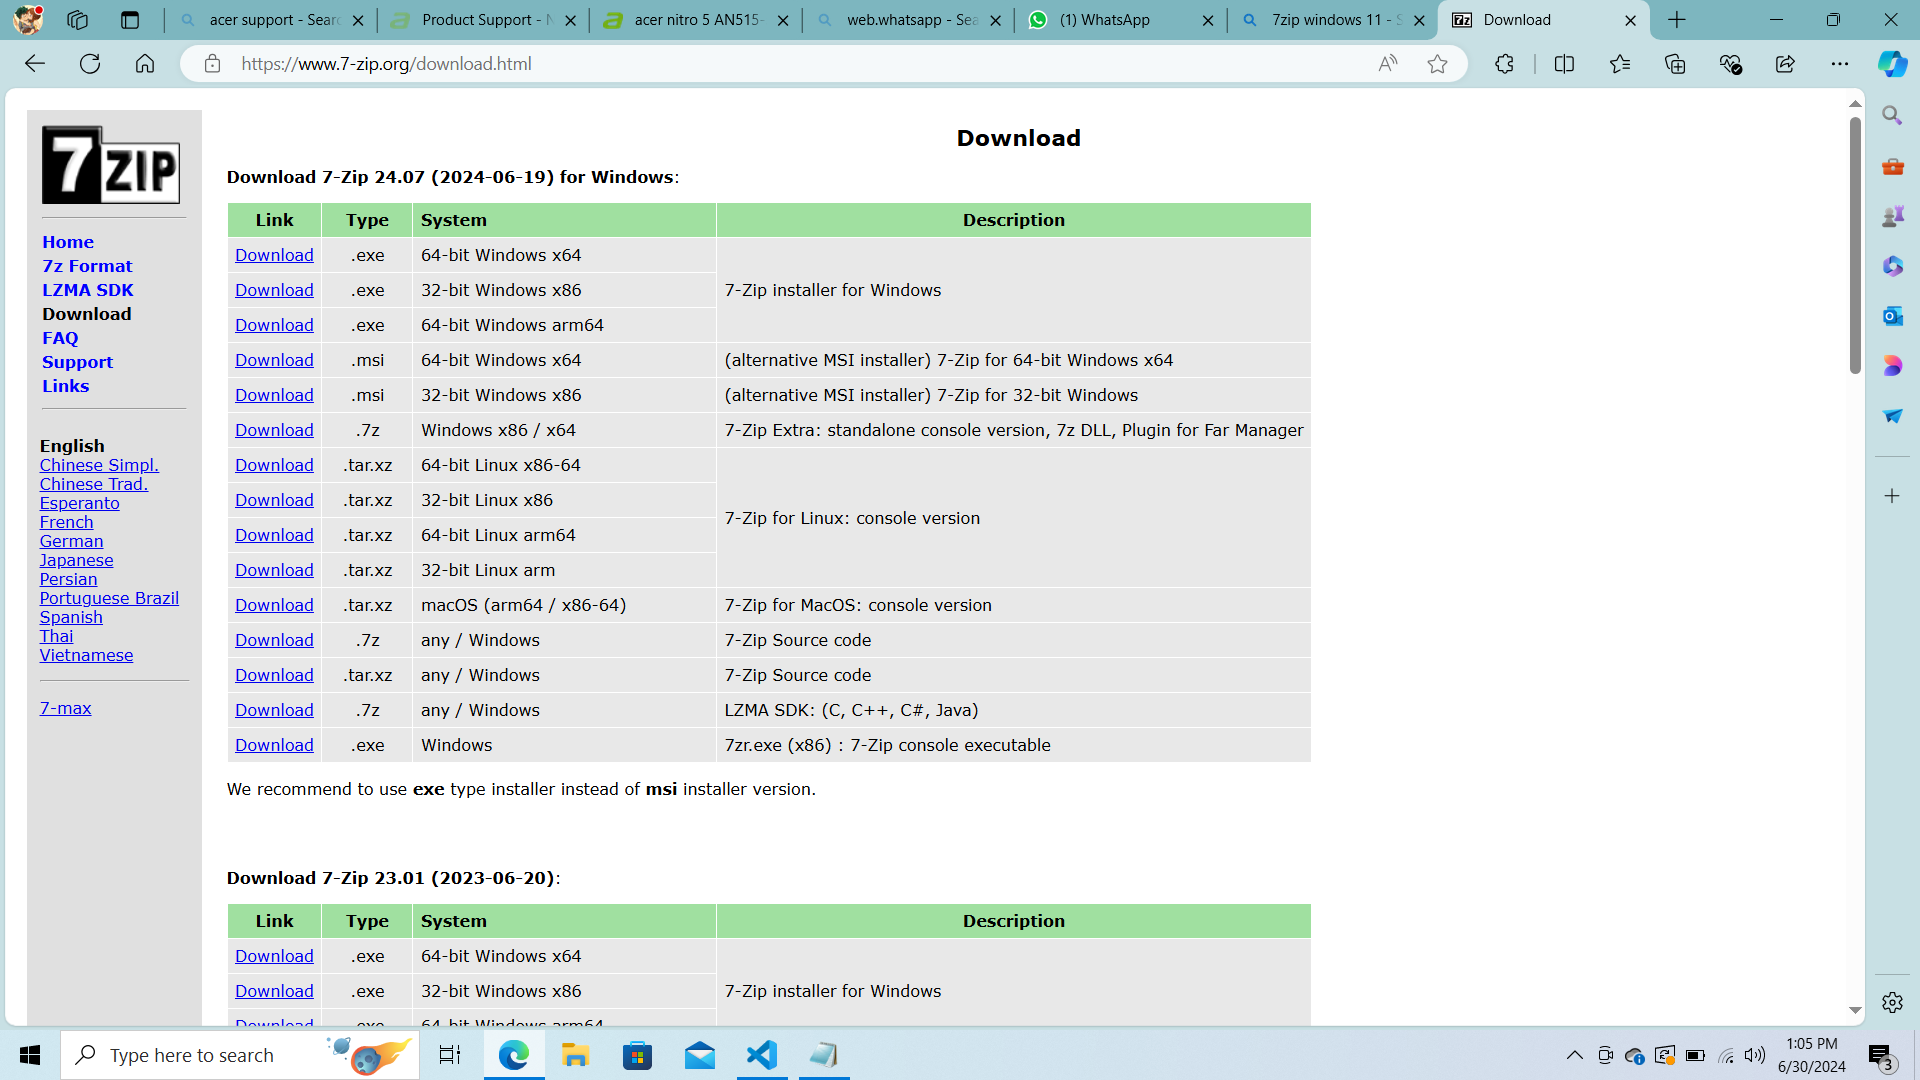 acer support - Sear
Product Support - N
acer nitro 5 AN515-
web.whatsapp - Sea
(1) WhatsApp
7zip windows 11 - S
7z Download
https://www.7-zip.org/download.html
7ZIP
Home
7z Format
LZMA SDK
Download
FAQ
Support
Links
English
Chinese Simpl.
Chinese Trad.
Esperanto
French
German
Japanese
Persian
Portuguese Brazil
Spanish
Thai
Vietnamese
7-max
Download
Download 7-Zip 24.07 (2024-06-19) for Windows:
Link Type System Description
Download .exe 64-bit Windows x64
Download .exe 32-bit Windows x86 7-Zip installer for Windows
Download .exe 64-bit Windows arm64
Download .msi 64-bit Windows x64 (alternative MSI installer) 7-Zip for 64-bit Windows x64
Download .msi 32-bit Windows x86 (alternative MSI installer) 7-Zip for 32-bit Windows
Download .7z Windows x86 / x64 7-Zip Extra: standalone console version, 7z DLL, Plugin for Far Manager
Download .tar.xz 64-bit Linux x86-64
Download .tar.xz 32-bit Linux x86
7-Zip for Linux: console version
Download .tar.xz 64-bit Linux arm64
Download .tar.xz 32-bit Linux arm
Download .tar.xz macOS (arm64 / x86-64) 7-Zip for MacOS: console version
Download .7z any / Windows 7-Zip Source code
Download .tar.xz any / Windows 7-Zip Source code
Download .7z any / Windows LZMA SDK: (C, C++, C#, Java)
Download .exe Windows 7zr.exe (x86) : 7-Zip console executable
We recommend to use exe type installer instead of msi installer version.
Download 7-Zip 23.01 (2023-06-20):
Link Type System Description
Download .exe 64-bit Windows x64
Download .exe 32-bit Windows x86 7-Zip installer for Windows
Download .exe 64-bit Windows arm64
Type here to search
1:05 PM
6/30/2024
3